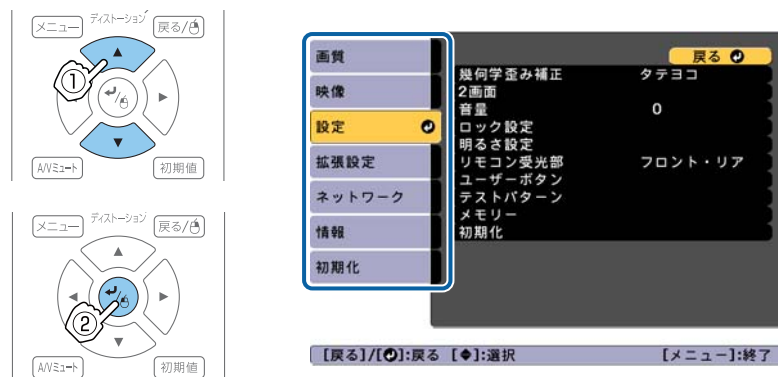 ディストーション
メニュー
戻る/
①
A/Vミュート
初期値
ディストーション
メニュー
戻る/
②
A/Vミュート
初期値
画質
映像
設定
拡張設定
ネットワーク
情報
初期化
戻る
幾何学歪み補正 タテヨコ
2画面
音量 0
ロック設定
明るさ設定
リモコン受光部 フロント・リア
ユーザーボタン
テストパターン
メモリー
初期化
[戻る]/[⏎]:戻る [◆]:選択 [メニュー]:終了